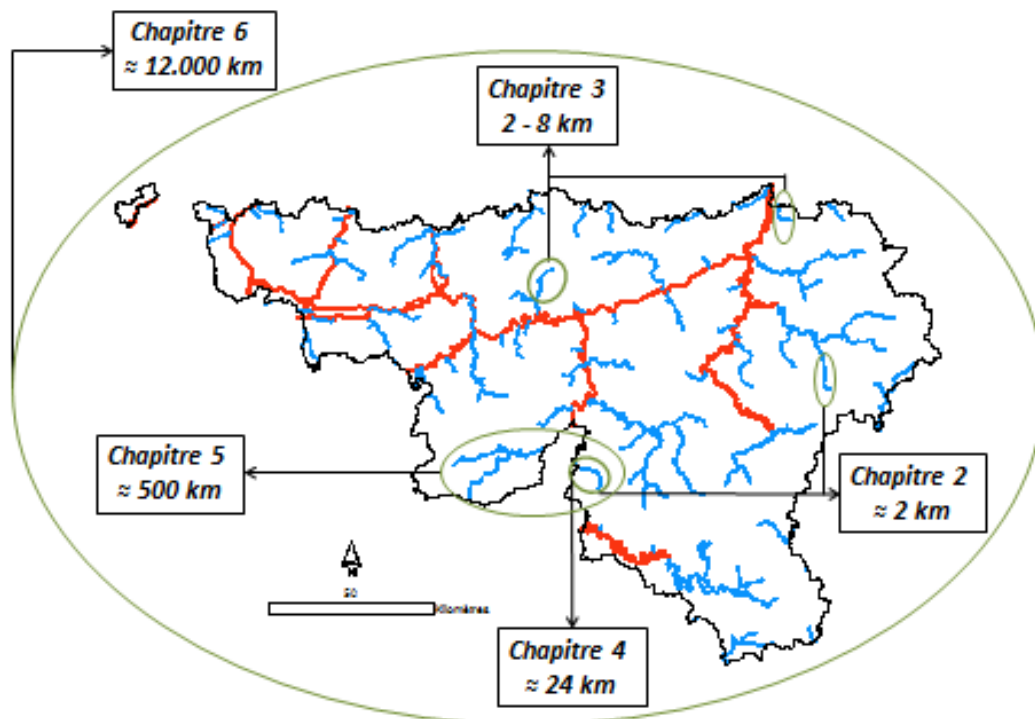 Chapitre 6
≈ 12.000 km
Chapitre 3
2 - 8 km
Chapitre 5
≈ 500 km
Chapitre 2
≈ 2 km
N
50
Kilomètres
Chapitre 4
≈ 24 km